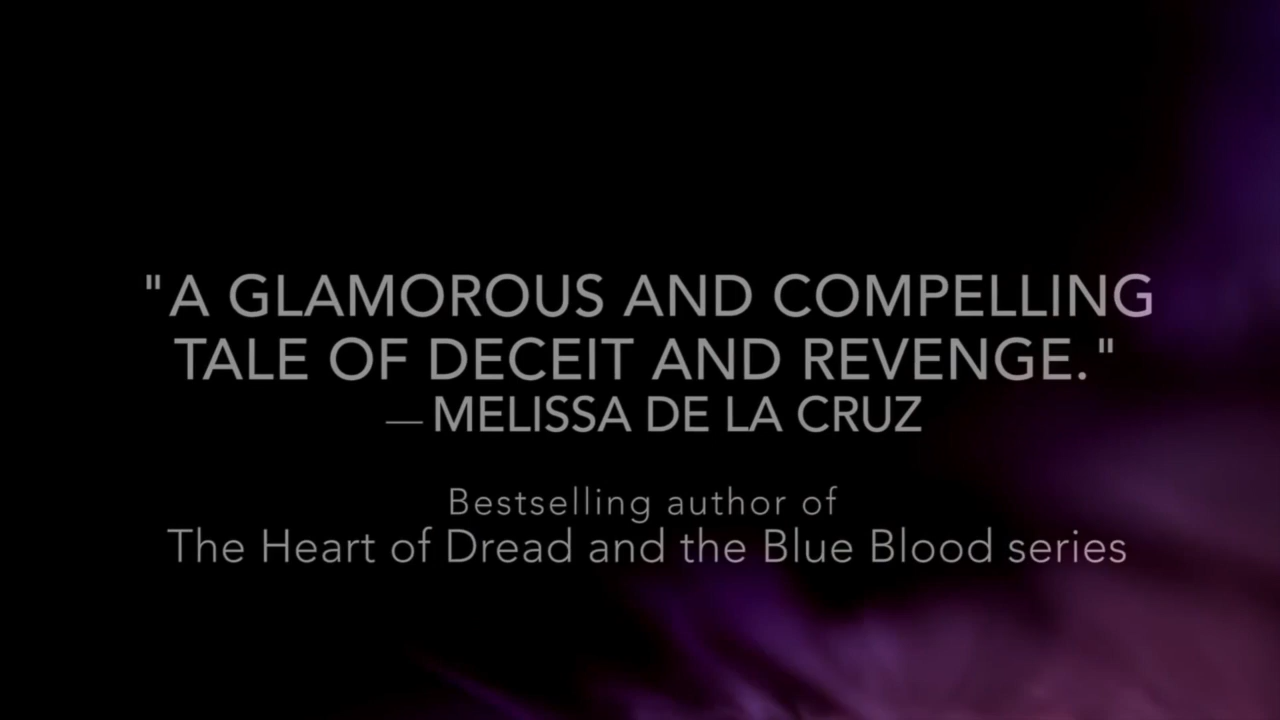 "A GLAMOROUS AND COMPELLING
TALE OF DECEIT AND REVENGE."
— MELISSA DE LA CRUZ
Bestselling author of
The Heart of Dread and the Blue Blood series